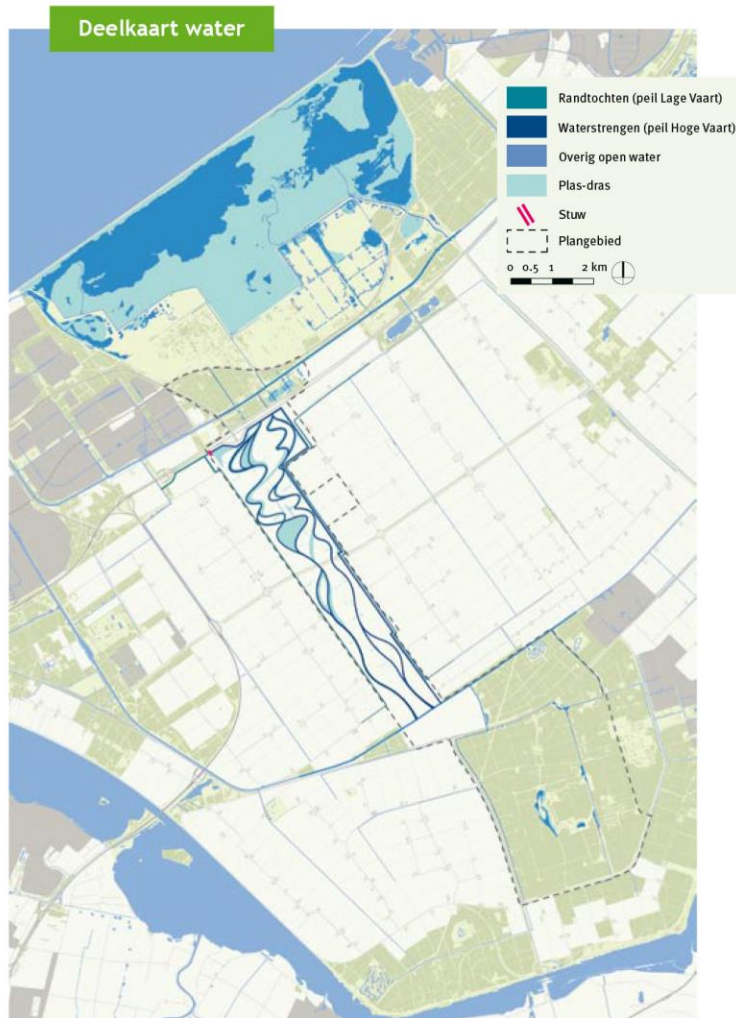 Deelkaart water
Randtochten (peil Lage Vaart)
Waterstrengen (peil Hoge Vaart)
Overig open water
Plas-dras
Stuw
Plangebied
0 0.5 1 2 km